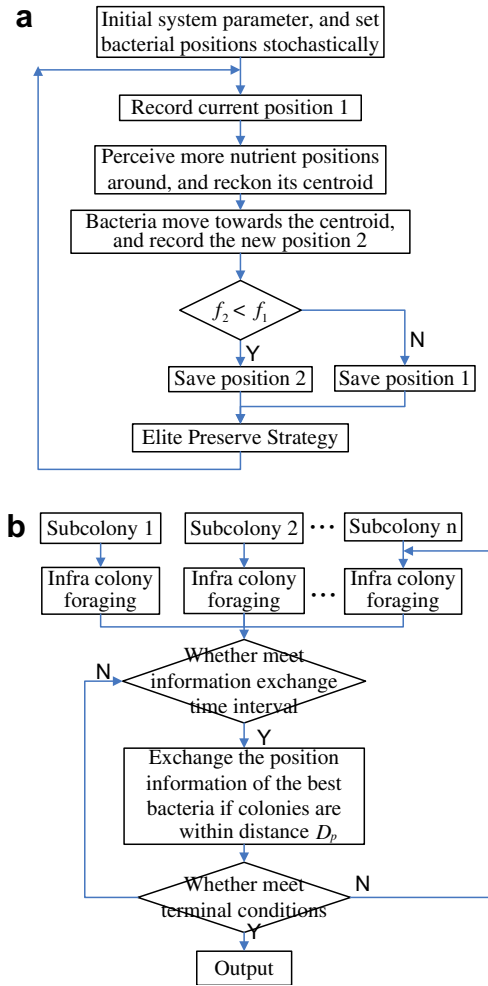 a
Initial system parameter, and set
bacterial positions stochastically
Record current position 1
Perceive more nutrient positions
around, and reckon its centroid
Bacteria move towards the centroid,
and record the new position 2
f2 < f1
Y
N
Save position 2
Save position 1
Elite Preserve Strategy
b
Subcolony 1
Subcolony 2
...
Subcolony n
Infra colony
foraging
Infra colony
foraging
...
Infra colony
foraging
Whether meet
information exchange
time interval
N
Y
Exchange the position
information of the best
bacteria if colonies are
within distance Dp
Whether meet
terminal conditions
N
Y
Output